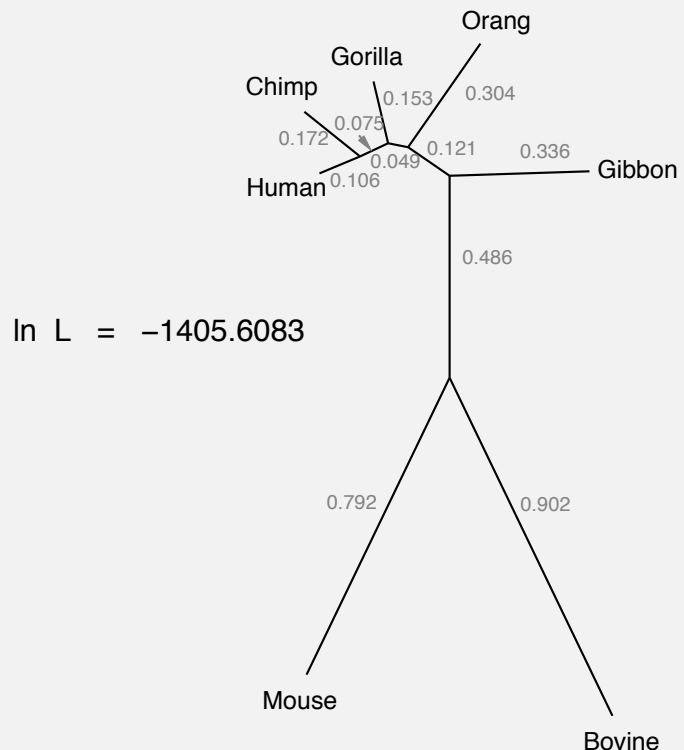 Orang
Gorilla
Chimp
0.153
0.304
0.075
0.172
0.121
0.336
0.049
Gibbon
Human
0.106
0.486
ln L = −1405.6083
0.792
0.902
Mouse
Bovine